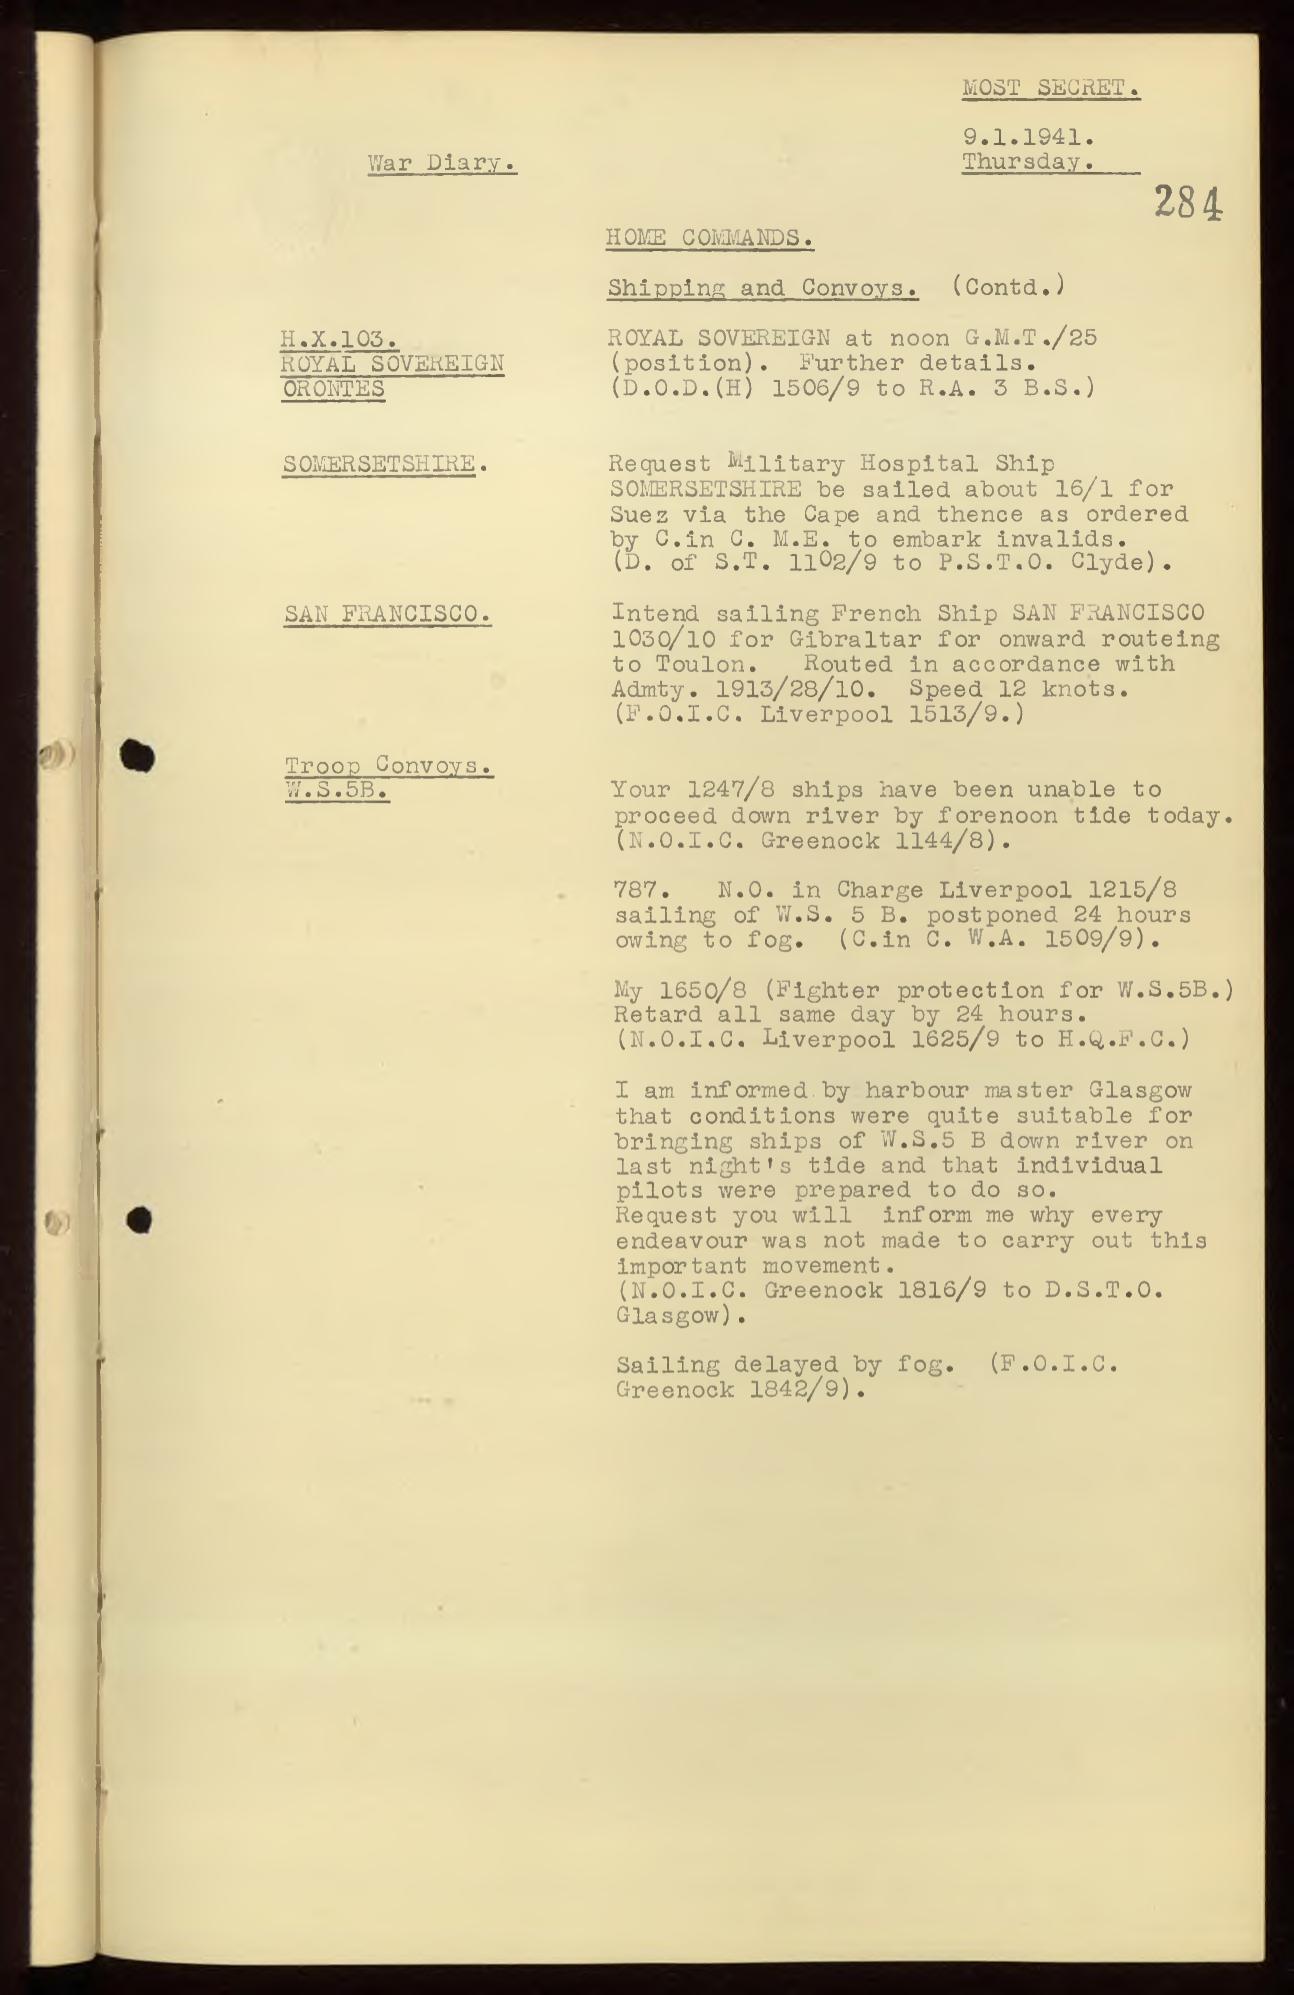 MOST SECRET.
9.1.1941.
War Diary.
Thursday.
284
HOME COMMANDS.
Shipping and Convoys. (Contd.)
H.X.103.
ROYAL SOVEREIGN
ORONTES
ROYAL SOVEREIGN at noon G.M.T./25
(position). Further details.
(D.O.D.(H) 1506/9 to R.A. 3 B.S.)
SOMERSETSHIRE.
Request Military Hospital Ship
SOMERSETSHIRE be sailed about 16/1 for
Suez via the Cape and thence as ordered
by C.in C. M.E. to embark invalids.
(D. of S.T. 1102/9 to P.S.T.O. Clyde).
SAN FRANCISCO.
Intend sailing French Ship SAN FRANCISCO
1030/10 for Gibraltar for onward routeing
to Toulon. Routed in accordance with
Admty. 1913/28/10. Speed 12 knots.
(F.O.I.C. Liverpool 1513/9.)
Troop Convoys.
W.S.5B.
Your 1247/8 ships have been unable to
proceed down river by forenoon tide today.
(N.O.I.C. Greenock 1144/8).
787. N.O. in Charge Liverpool 1215/8
sailing of W.S. 5 B. postponed 24 hours
owing to fog. (C.in C. W.A. 1509/9).
My 1650/8 (Fighter protection for W.S.5B.)
Retard all same day by 24 hours.
(N.O.I.C. Liverpool 1625/9 to H.Q.F.C.)
I am informed by harbour master Glasgow
that conditions were quite suitable for
bringing ships of W.S.5 B down river on
last night's tide and that individual
pilots were prepared to do so.
Request you will inform me why every
endeavour was not made to carry out this
important movement.
(N.O.I.C. Greenock 1816/9 to D.S.T.O.
Glasgow).
Sailing delayed by fog. (F.O.I.C.
Greenock 1842/9).